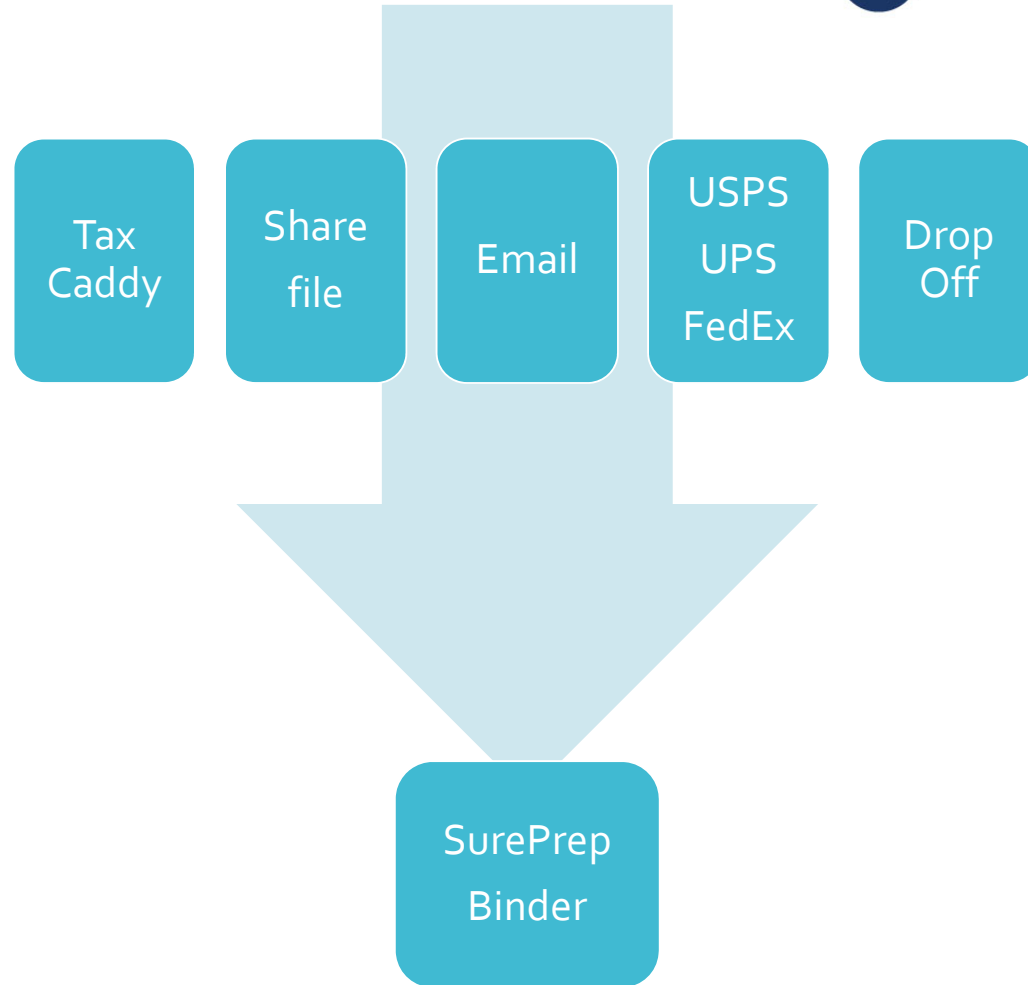 Tax
Caddy
Share
file
Email
USPS
UPS
FedEx
Drop
Off
SurePrep
Binder